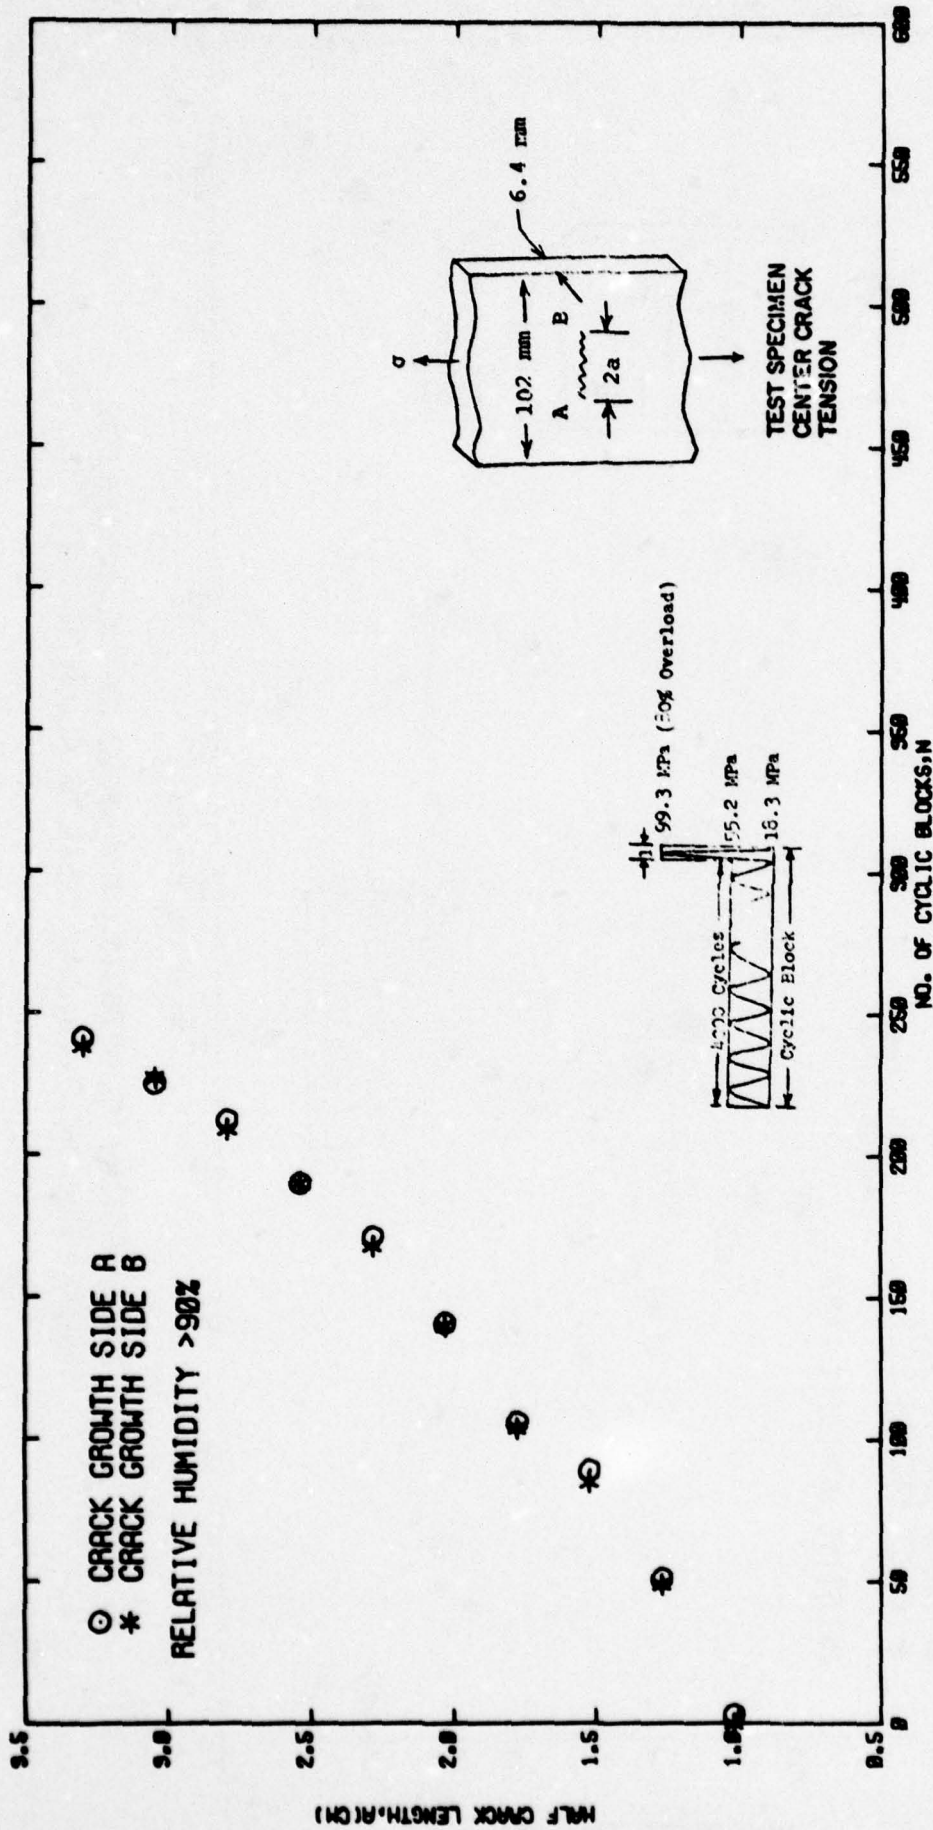 HALF CRACK LENGTH,A(CM)
3.5
3.0
2.5
2.0
1.5
1.0
0.5
⊙ CRACK GROWTH SIDE A
* CRACK GROWTH SIDE B
RELATIVE HUMIDITY >90%
4000 Cycles
Cyclic Block
1
99.3 MPa (80% Overload)
55.2 MPa
18.3 MPa
σ
102 mm
6.4 mm
A
B
2a
TEST SPECIMEN
CENTER CRACK
TENSION
0 50 100 150 200 250 300 350 400 450 500 550 600
NO. OF CYCLIC BLOCKS,N